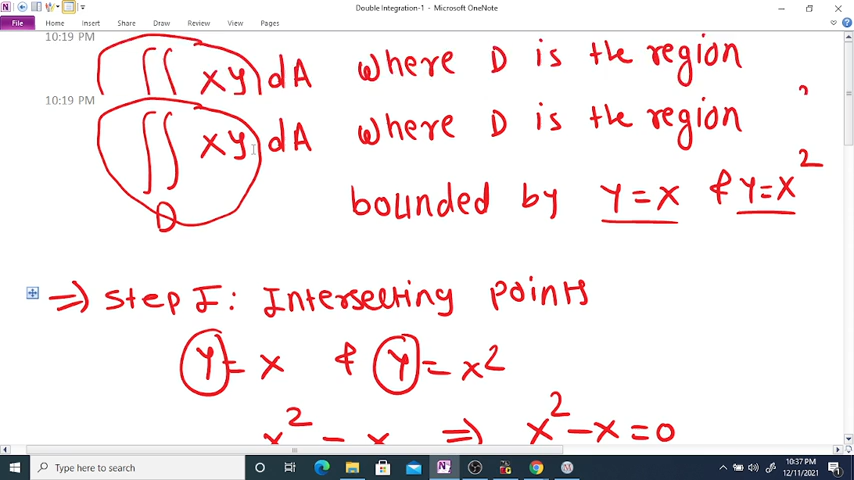 Double Integration-1 - Microsoft OneNote
File Home Insert Share Draw Review View Pages
10:19 PM
∬ xy dA where D is the region
10:19 PM
∬ xy dA where D is the region
D
bounded by y=x & y=x²
=> Step I: Intersecting points
y = x & y = x²
x² = x => x² - x = 0
Type here to search
10:37 PM
12/11/2021